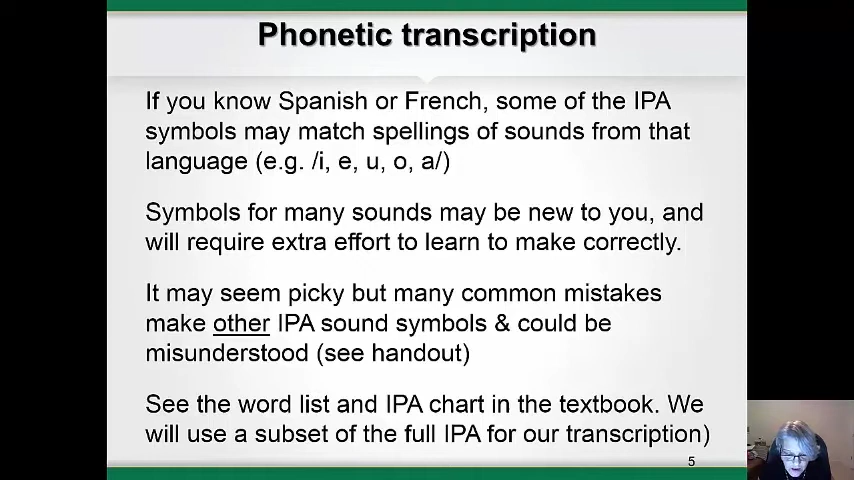 Phonetic transcription
If you know Spanish or French, some of the IPA
symbols may match spellings of sounds from that
language (e.g. /i, e, u, o, a/)
Symbols for many sounds may be new to you, and
will require extra effort to learn to make correctly.
It may seem picky but many common mistakes
make other IPA sound symbols & could be
misunderstood (see handout)
See the word list and IPA chart in the textbook. We
will use a subset of the full IPA for our transcription)
5